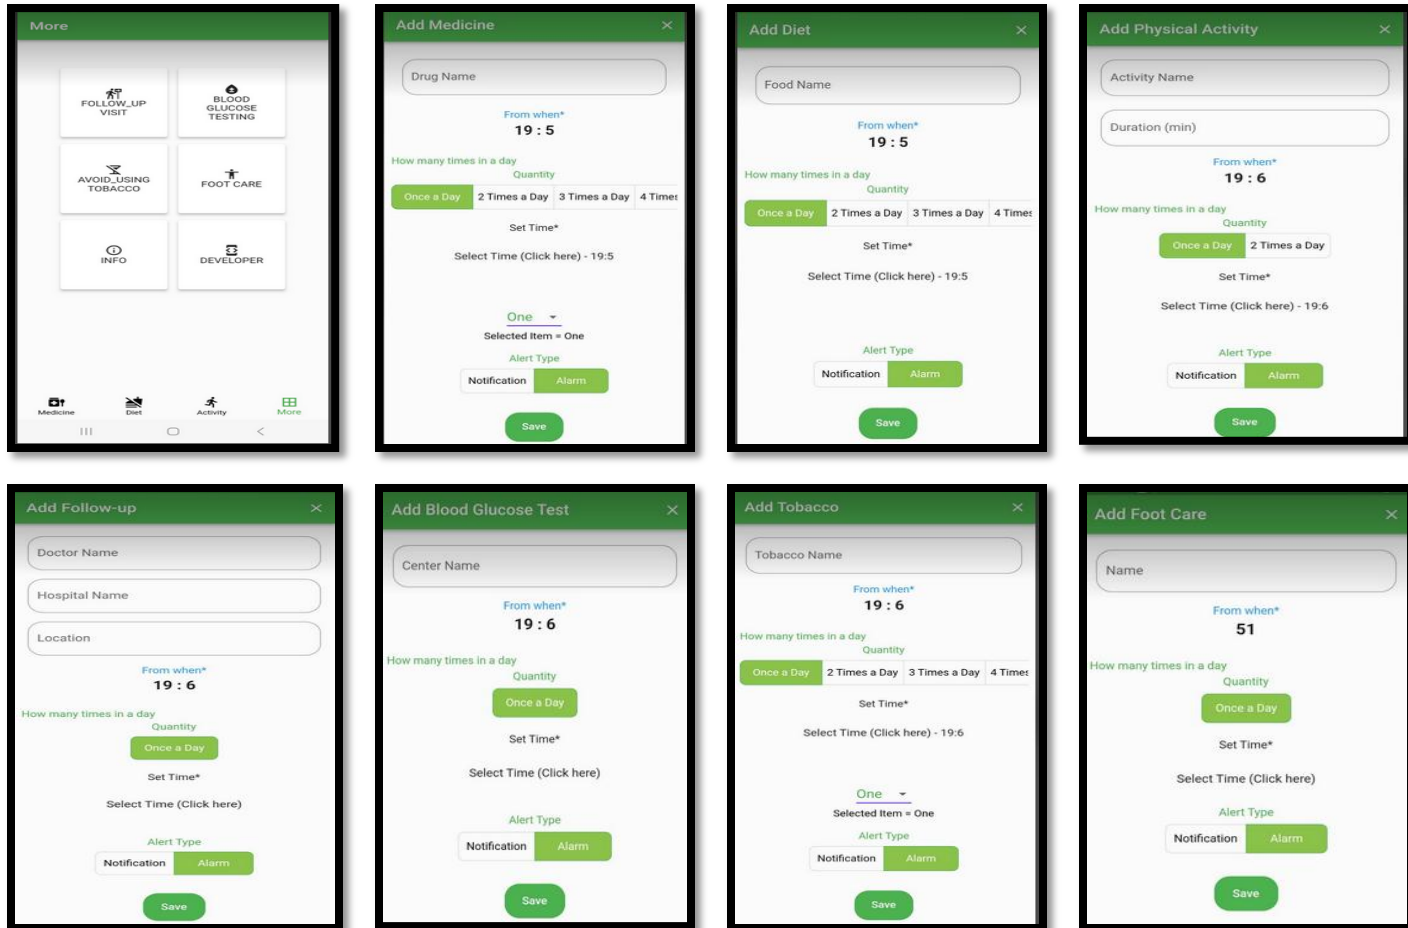 More
FOLLOW_UP
VISIT
BLOOD
GLUCOSE
TESTING
AVOID_USING
TOBACCO
FOOT CARE
INFO
DEVELOPER
Medicine
Diet
Activity
More
Add Medicine
Drug Name
From when*
19 : 5
How many times in a day
Quantity
Once a Day 2 Times a Day 3 Times a Day 4 Times
Set Time*
Select Time (Click here) - 19:5
One
Selected Item = One
Alert Type
Notification Alarm
Save
Add Diet
Food Name
From when*
19 : 5
How many times in a day
Quantity
Once a Day 2 Times a Day 3 Times a Day 4 Times
Set Time*
Select Time (Click here) - 19:5
Alert Type
Notification Alarm
Save
Add Physical Activity
Activity Name
Duration (min)
From when*
19 : 6
How many times in a day
Quantity
Once a Day 2 Times a Day
Set Time*
Select Time (Click here) - 19:6
Alert Type
Notification Alarm
Save
Add Follow-up
Doctor Name
Hospital Name
Location
From when*
19 : 6
How many times in a day
Quantity
Once a Day
Set Time*
Select Time (Click here)
Alert Type
Notification Alarm
Save
Add Blood Glucose Test
Center Name
From when*
19 : 6
How many times in a day
Quantity
Once a Day
Set Time*
Select Time (Click here)
Alert Type
Notification Alarm
Save
Add Tobacco
Tobacco Name
From when*
19 : 6
How many times in a day
Quantity
Once a Day 2 Times a Day 3 Times a Day 4 Times
Set Time*
Select Time (Click here) - 19:6
One
Selected Item = One
Alert Type
Notification Alarm
Save
Add Foot Care
Name
From when*
51
How many times in a day
Quantity
Once a Day
Set Time*
Select Time (Click here)
Alert Type
Notification Alarm
Save